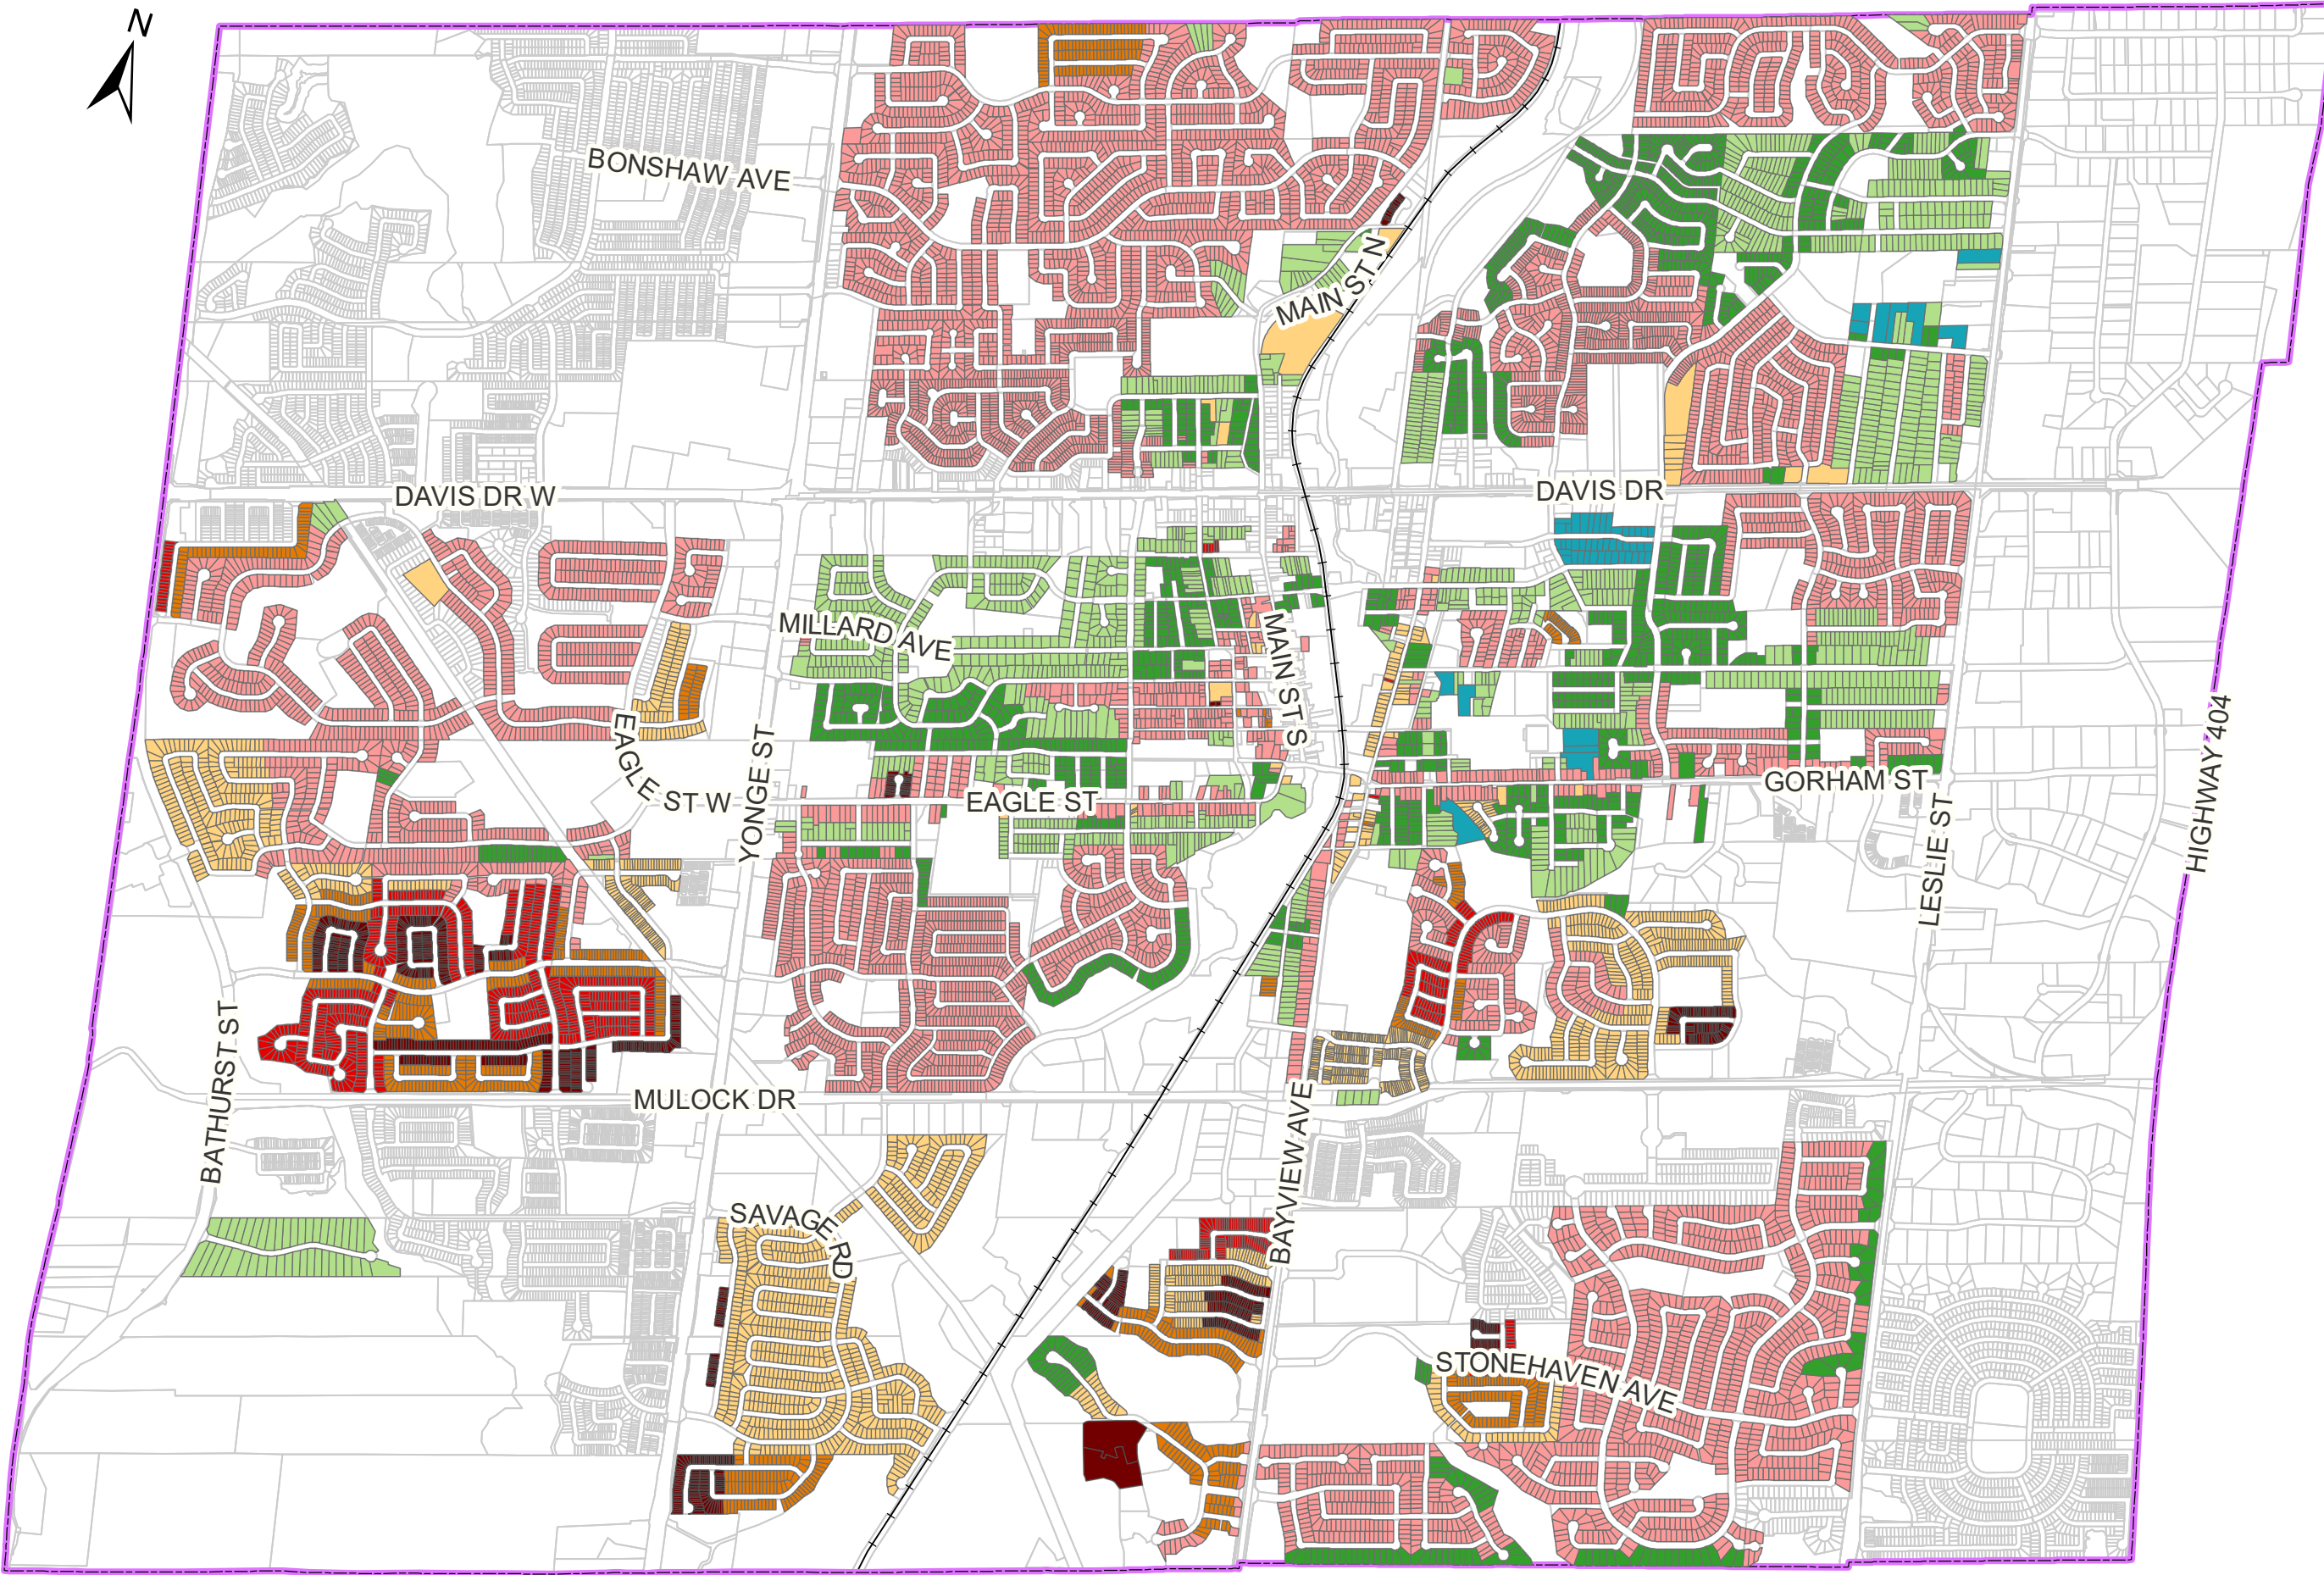 N
BONSHAW AVE
MAIN ST N
DAVIS DR W
DAVIS DR
MILLARD AVE
MAIN ST S
EAGLE ST W
YONGE ST
EAGLE ST
GORHAM ST
HIGHWAY 404
LESLIE ST
BATHURST ST
MULOCK DR
BAYVIEW AVE
SAVAGE RD
STONEHAVEN AVE